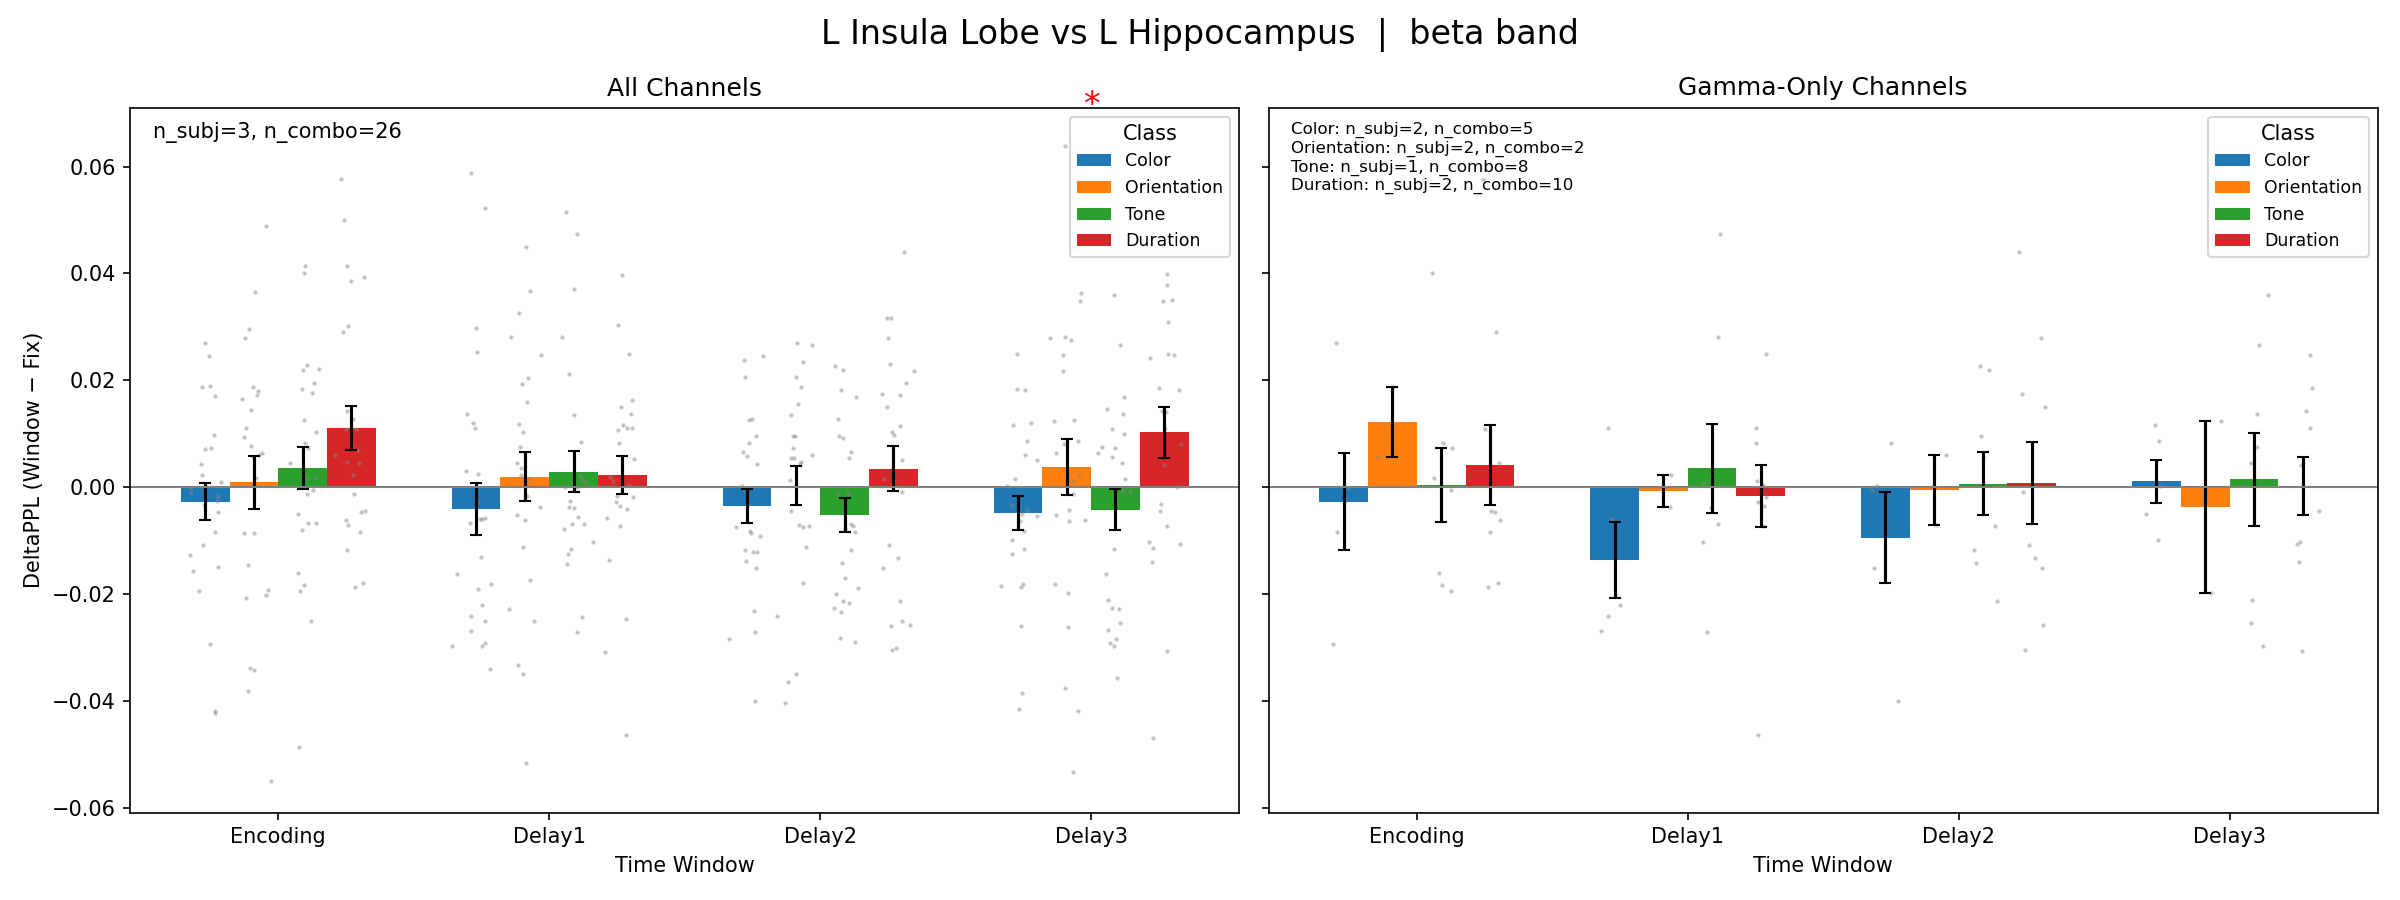 L Insula Lobe vs L Hippocampus | beta band
All Channels
*
n_subj=3, n_combo=26
Class
Color
Orientation
Tone
Duration
DeltaPPL (Window − Fix)
0.06
0.04
0.02
0.00
−0.02
−0.04
−0.06
Encoding
Delay1
Delay2
Delay3
Time Window
Gamma-Only Channels
Color: n_subj=2, n_combo=5
Orientation: n_subj=2, n_combo=2
Tone: n_subj=1, n_combo=8
Duration: n_subj=2, n_combo=10
Class
Color
Orientation
Tone
Duration
Encoding
Delay1
Delay2
Delay3
Time Window